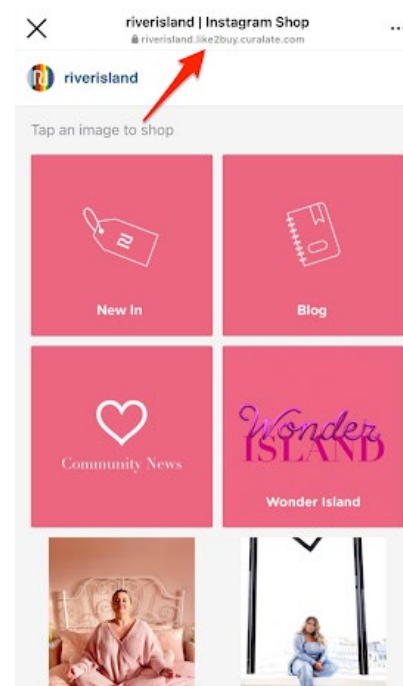 riverisland | Instagram Shop
riverisland.like2buy.curalate.com
riverisland
Tap an image to shop
New In
Blog
Community News
Wonder
ISLAND
Wonder Island